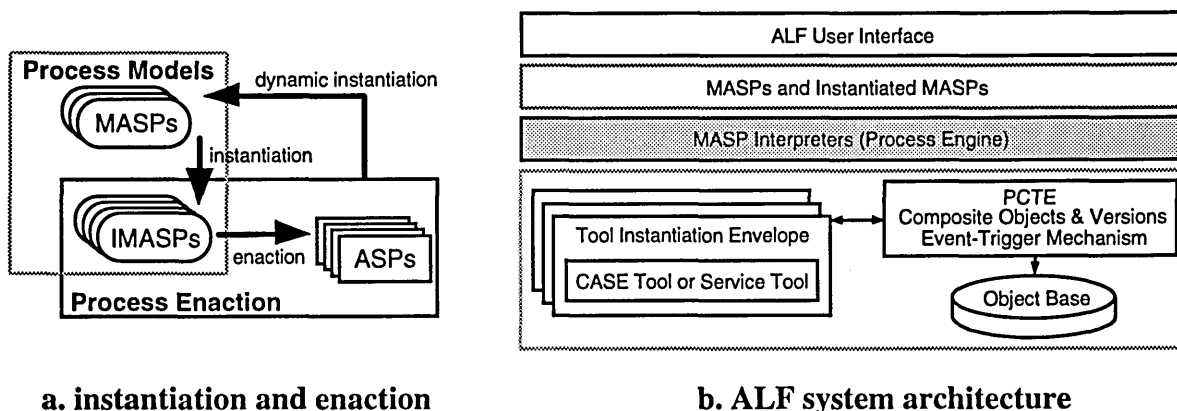 Process Models
dynamic instantiation
MASPs
instantiation
IMASPs
enaction
ASPs
Process Enaction
a. instantiation and enaction
ALF User Interface
MASPs and Instantiated MASPs
MASP Interpreters (Process Engine)
Tool Instantiation Envelope
CASE Tool or Service Tool
PCTE
Composite Objects & Versions
Event-Trigger Mechanism
Object Base
b. ALF system architecture